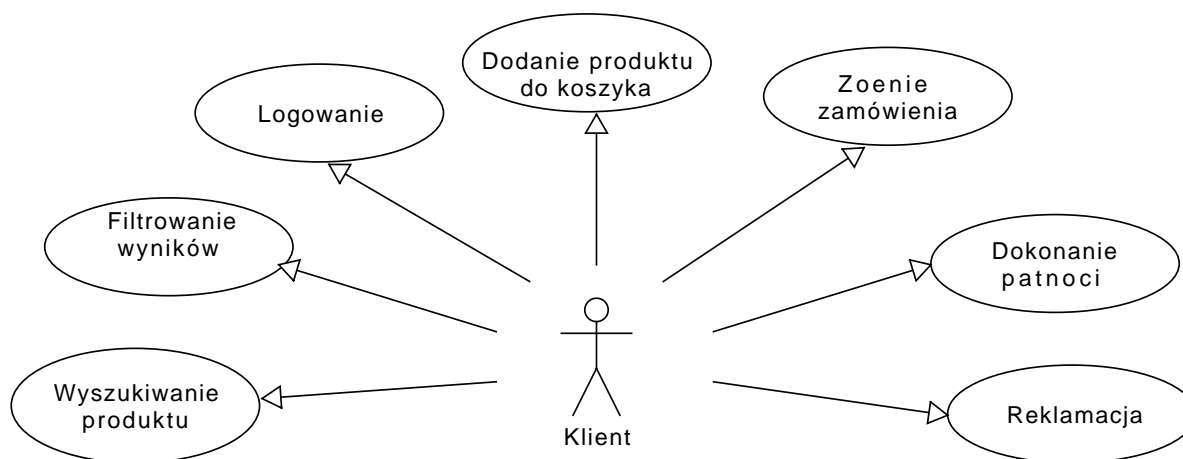 Dodanie produktu
do koszyka
Zoenie
zamówienia
Logowanie
Filtrowanie
wyników
Dokonanie
patnoci
Wyszukiwanie
produktu
Reklamacja
Klient